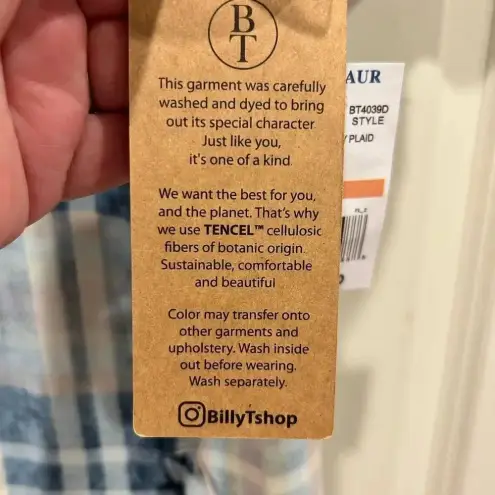 B
T
This garment was carefully
washed and dyed to bring
out its special character
Just like you,
it's one of a kind
We want the best for you,
and the planet. That's why
we use TENCEL™ cellulosic
fibers of botanic origin.
Sustainable, comfortable
and beautiful
Color may transfer onto
other garments and
upholstery. Wash inside
out before wearing.
Wash separately.
BillyTshop
AUR
BT4039D
STYLE
PLAID